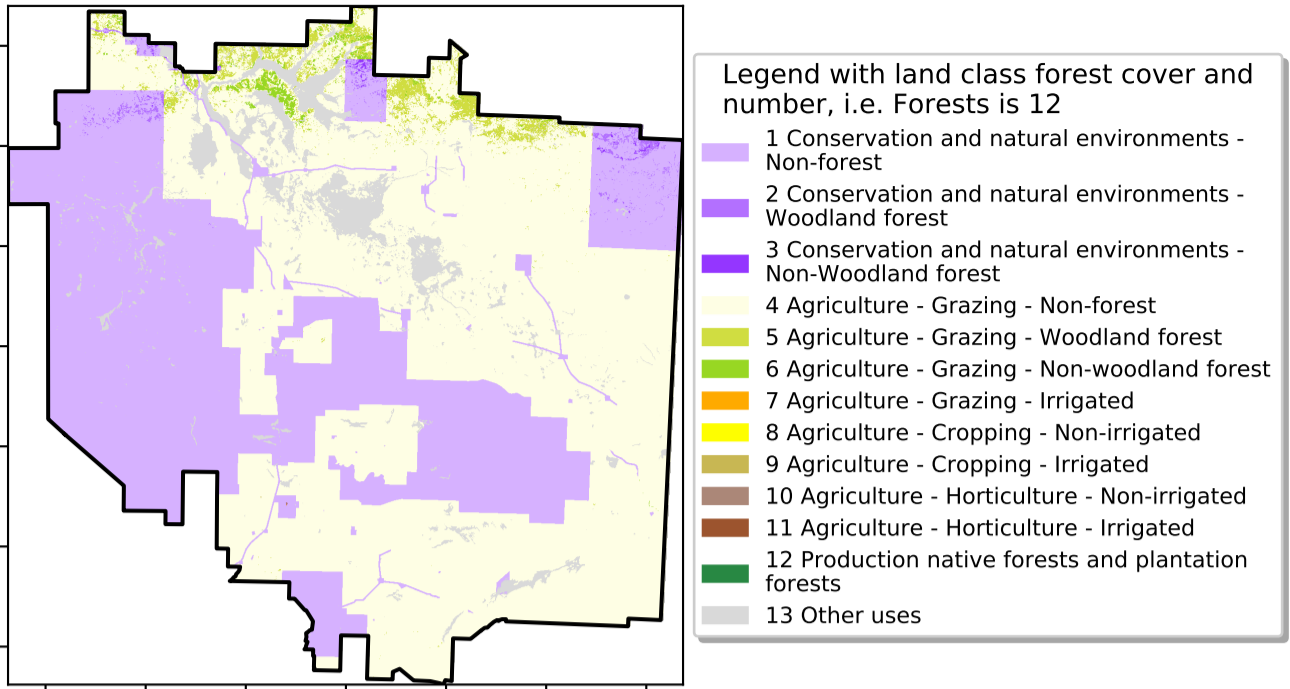 Legend with land class forest cover and
number, i.e. Forests is 12
1 Conservation and natural environments -
Non-forest
2 Conservation and natural environments -
Woodland forest
3 Conservation and natural environments -
Non-Woodland forest
4 Agriculture - Grazing - Non-forest
5 Agriculture - Grazing - Woodland forest
6 Agriculture - Grazing - Non-woodland forest
7 Agriculture - Grazing - Irrigated
8 Agriculture - Cropping - Non-irrigated
9 Agriculture - Cropping - Irrigated
10 Agriculture - Horticulture - Non-irrigated
11 Agriculture - Horticulture - Irrigated
12 Production native forests and plantation
forests
13 Other uses